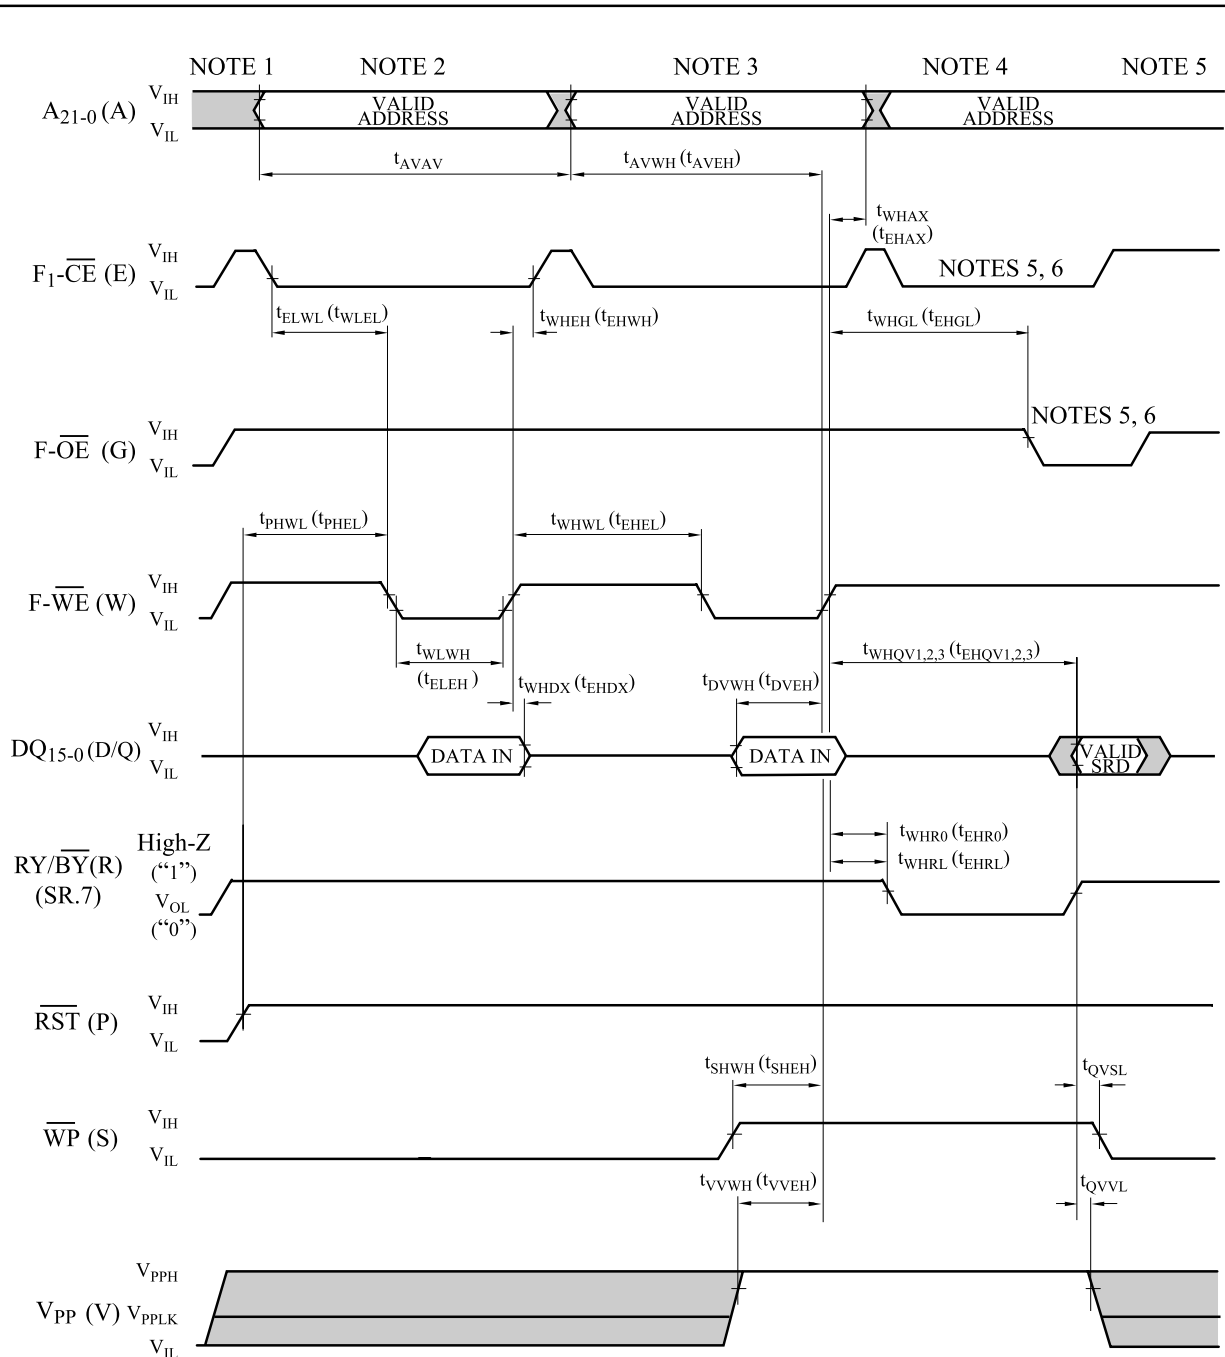 NOTE 1 NOTE 2 NOTE 3 NOTE 4 NOTE 5
A21-0 (A) VIH VIL
VALID ADDRESS
VALID ADDRESS
VALID ADDRESS
tAVAV
tAVWH (tAVEH)
tWHAX
(tEHAX)
F1-CE (E) VIH VIL
NOTES 5, 6
tELWL (tWLEL)
tWHEH (tEHWH)
tWHGL (tEHGL)
F-OE (G) VIH VIL
NOTES 5, 6
tPHWL (tPHEL)
tWHWL (tEHEL)
F-WE (W) VIH VIL
tWLWH
(tELEH )
tWHQV1,2,3 (tEHQV1,2,3)
tWHDX (tEHDX)
tDVWH (tDVEH)
DQ15-0 (D/Q) VIH VIL
DATA IN
DATA IN
VALID
SRD
RY/BY(R)
(SR.7)
High-Z
(“1”)
VOL
(“0”)
tWHR0 (tEHR0)
tWHRL (tEHRL)
RST (P) VIH VIL
tSHWH (tSHEH)
tQVSL
WP (S) VIH VIL
tVVWH (tVVEH)
tQVVL
VPP (V) VPPH VPPLK VIL